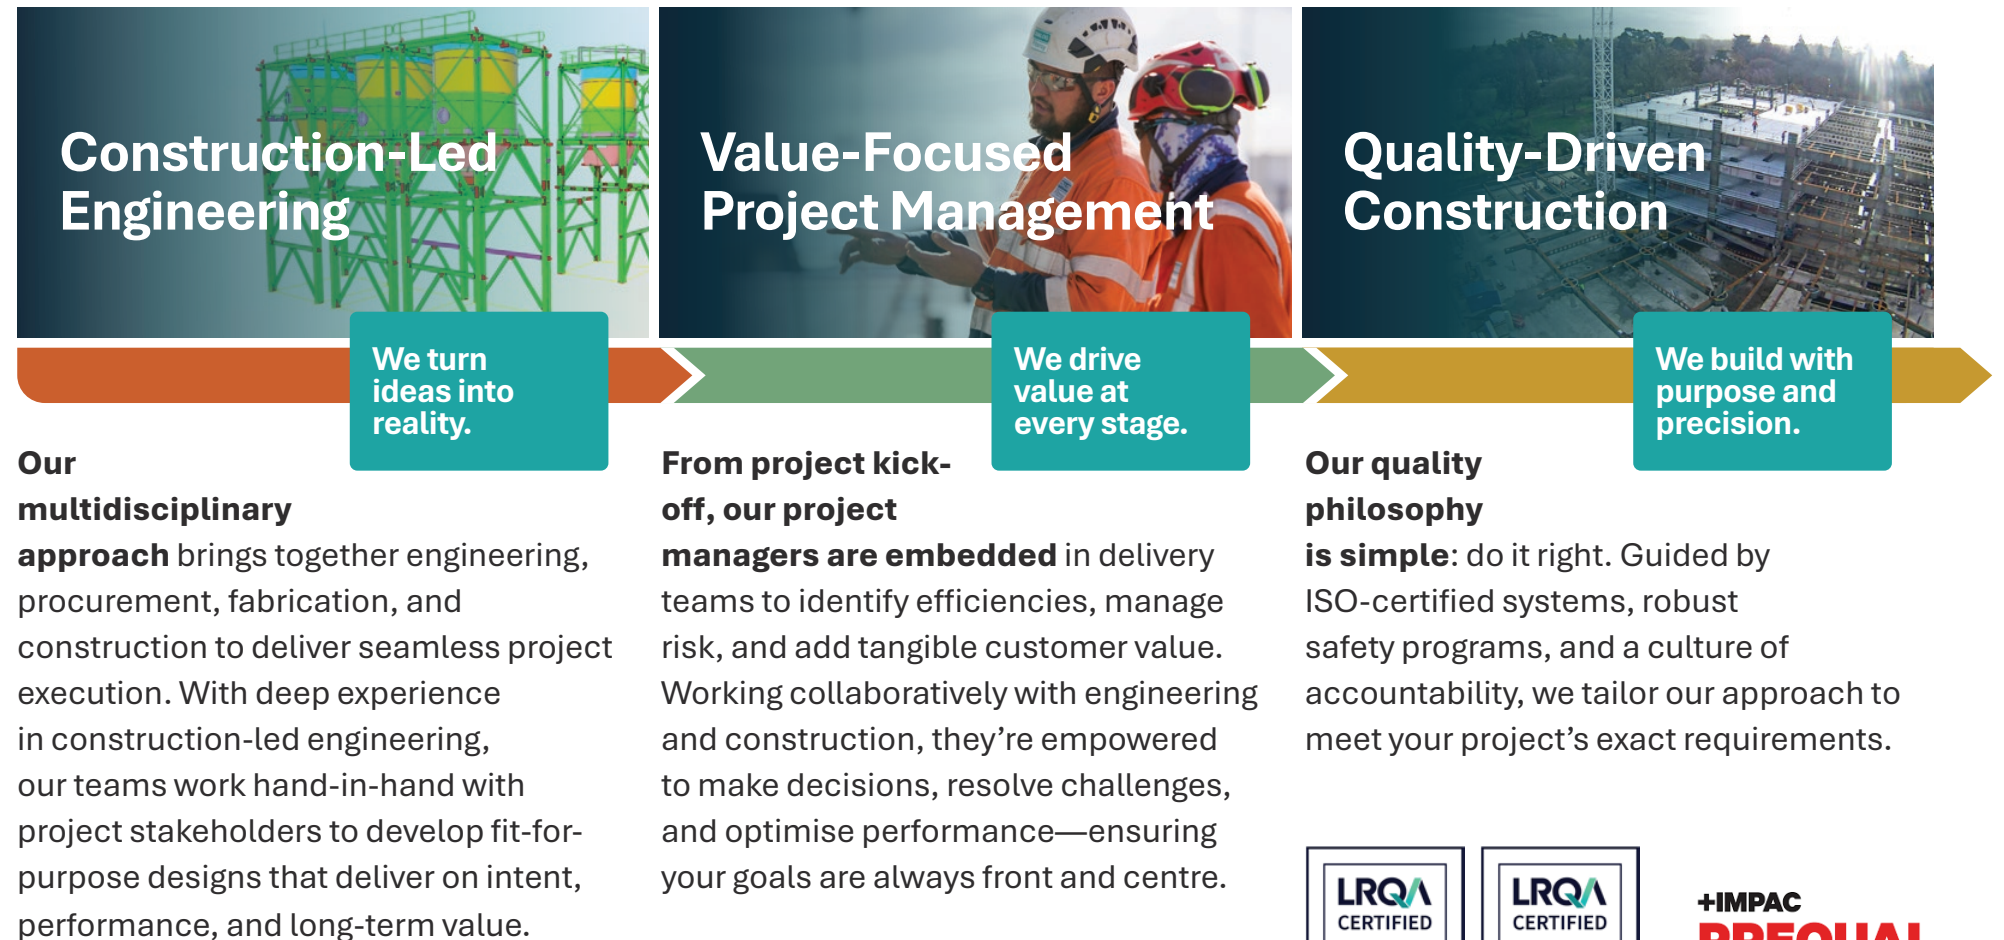 Construction-Led
Engineering
We turn
ideas into
reality.
Our
multidisciplinary
approach brings together engineering,
procurement, fabrication, and
construction to deliver seamless project
execution. With deep experience
in construction-led engineering,
our teams work hand-in-hand with
project stakeholders to develop fit-for-
purpose designs that deliver on intent,
performance, and long-term value.
Value-Focused
Project Management
We drive
value at
every stage.
From project kick-
off, our project
managers are embedded in delivery
teams to identify efficiencies, manage
risk, and add tangible customer value.
Working collaboratively with engineering
and construction, they’re empowered
to make decisions, resolve challenges,
and optimise performance—ensuring
your goals are always front and centre.
Quality-Driven
Construction
We build with
purpose and
precision.
Our quality
philosophy
is simple: do it right. Guided by
ISO-certified systems, robust
safety programs, and a culture of
accountability, we tailor our approach to
meet your project’s exact requirements.
LRQA
CERTIFIED
LRQA
CERTIFIED
+IMPAC
PREQUAL